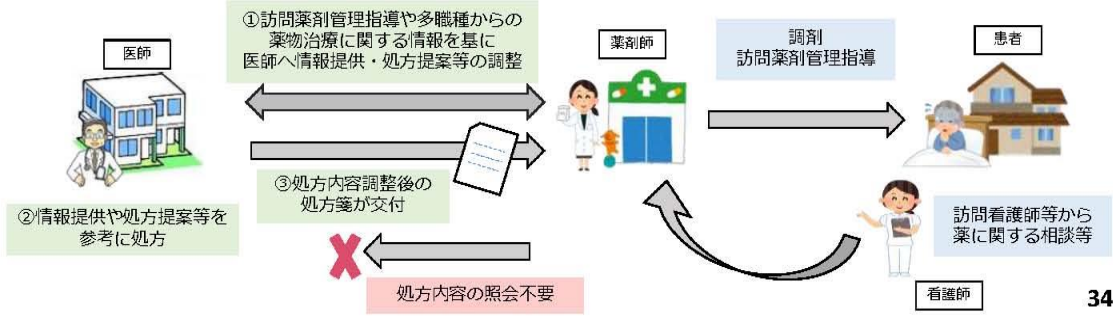 ①訪問薬剤管理指導や多職種からの
薬物治療に関する情報を基に
医師へ情報提供・処方提案等の調整
医師
薬剤師
調剤
訪問薬剤管理指導
患者
③処方内容調整後の
処方箋が交付
②情報提供や処方提案等を
参考に処方
処方内容の照会不要
訪問看護師等から
薬に関する相談等
看護師
34